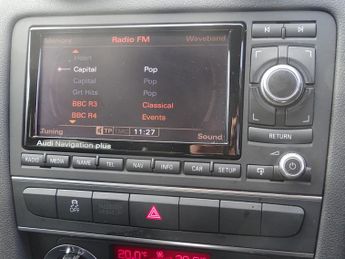 Memory Radio FM Waveband
Heart
Capital Pop
Capital Pop
Grt Hits Pop
BBC R3 Classical
BBC R4 Events
Tuning TP 11:27 Sound
Audi Navigation plus
RETURN
RADIO MEDIA NAME TEL NAV INFO CAR SETUP
OFF